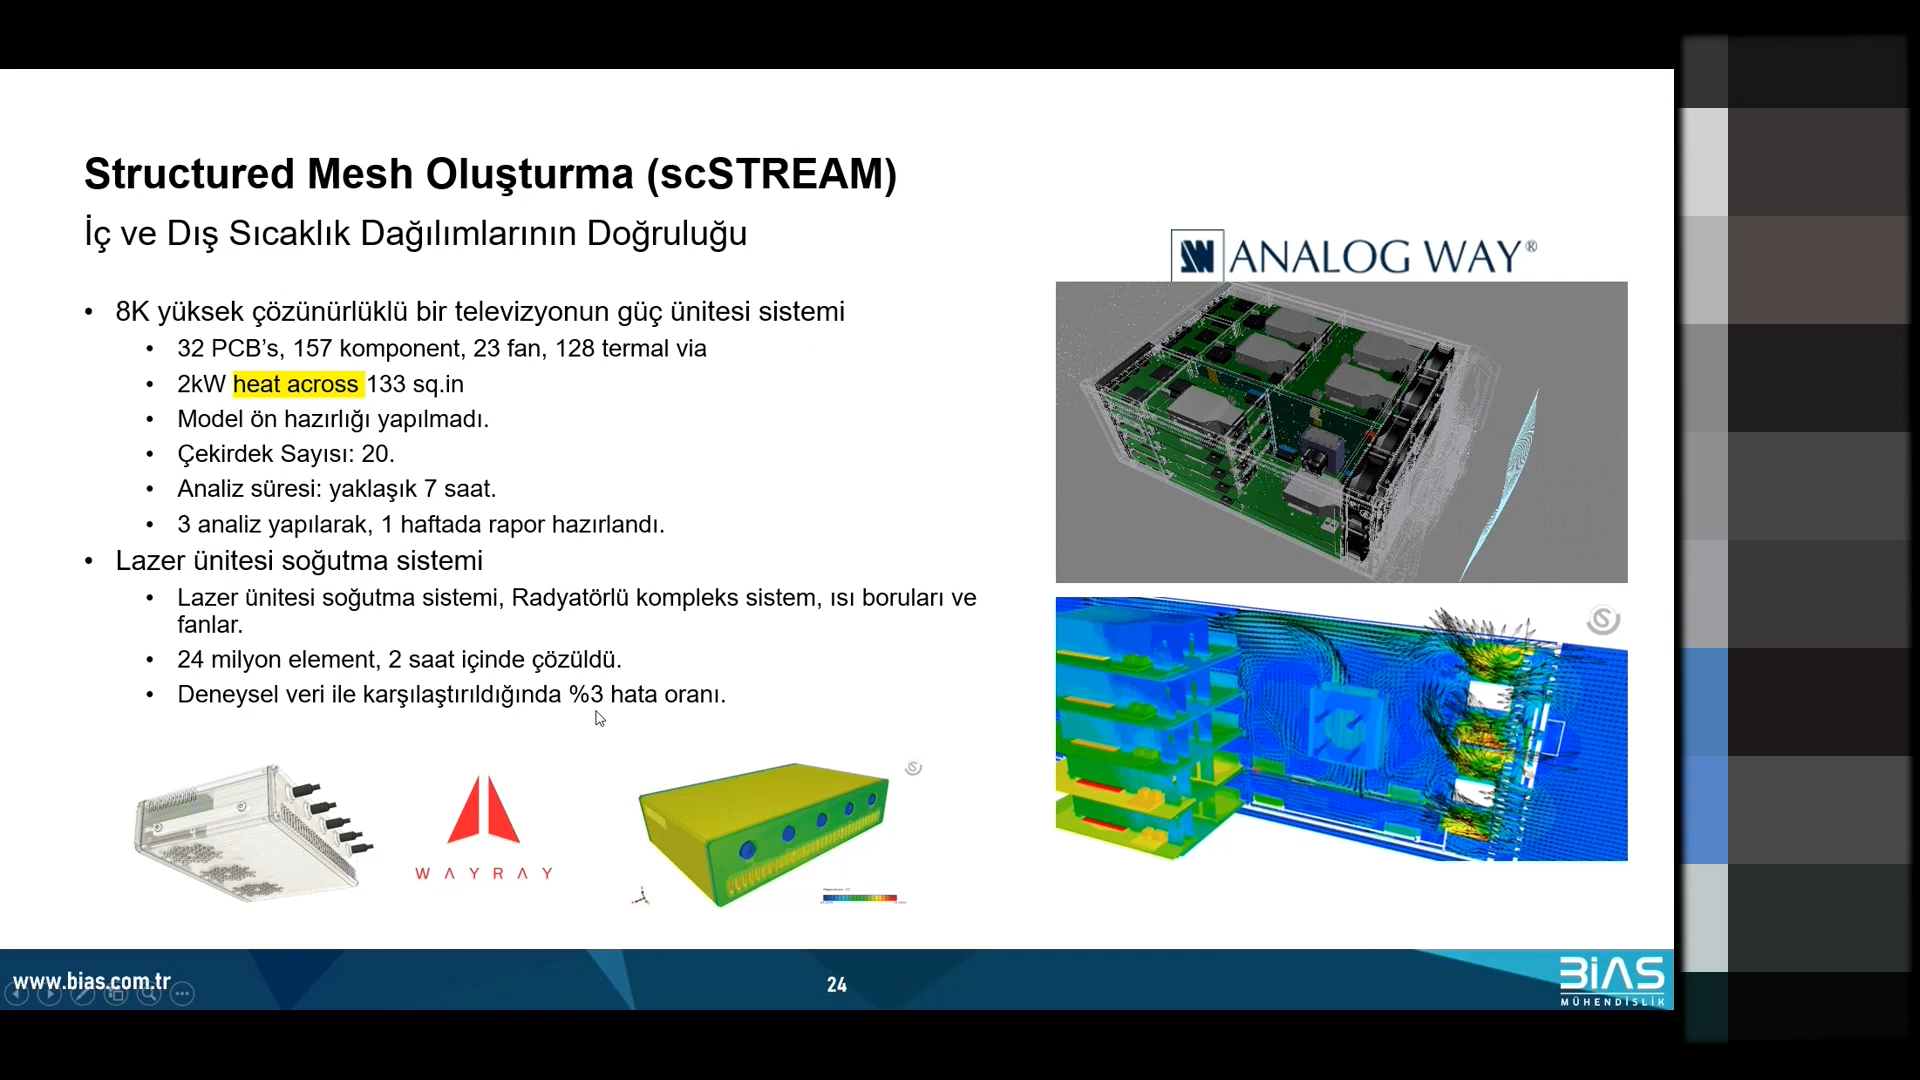 Structured Mesh Oluşturma (scSTREAM)
İç ve Dış Sıcaklık Dağılımlarının Doğruluğu
ANALOG WAY®
• 8K yüksek çözünürlüklü bir televizyonun güç ünitesi sistemi
• 32 PCB’s, 157 komponent, 23 fan, 128 termal via
• 2kW heat across 133 sq.in
• Model ön hazırlığı yapılmadı.
• Çekirdek Sayısı: 20.
• Analiz süresi: yaklaşık 7 saat.
• 3 analiz yapılarak, 1 haftada rapor hazırlandı.
• Lazer ünitesi soğutma sistemi
• Lazer ünitesi soğutma sistemi, Radyatörlü kompleks sistem, ısı boruları ve
fanlar.
• 24 milyon element, 2 saat içinde çözüldü.
• Deneysel veri ile karşılaştırıldığında %3 hata oranı.
WAYRAY
www.bias.com.tr
24
BİAS
MÜHENDİSLİK